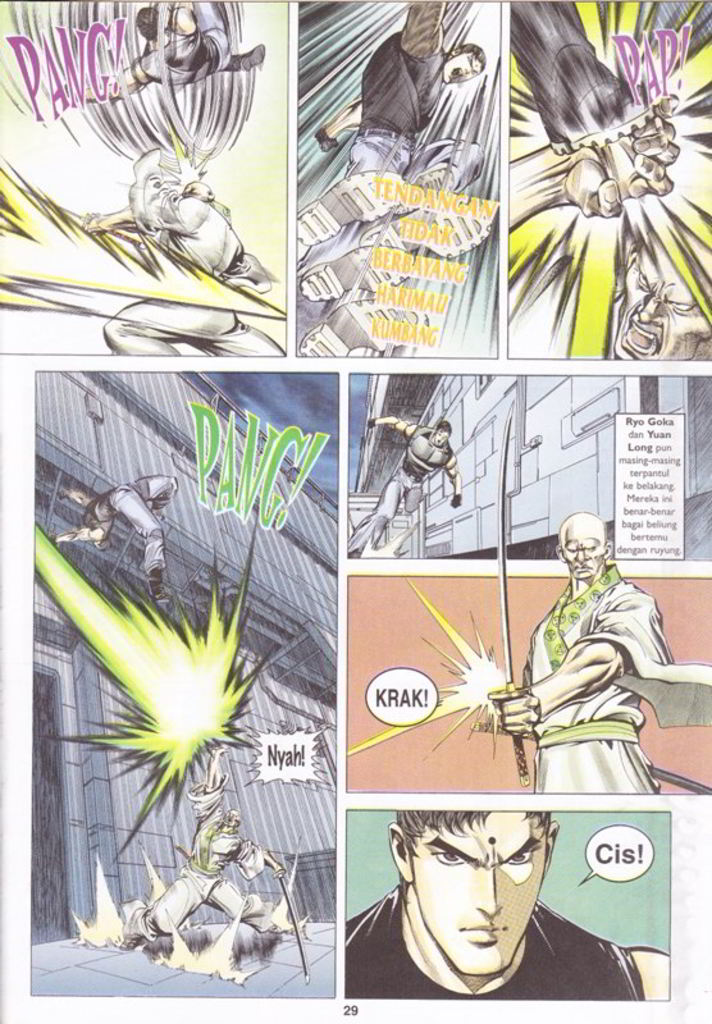 PANG!
TENDANGAN
TIDAK
BERBAYANG
HARIMAU
KUMBANG
PAP!
PANG!
Nyah!
Ryo Goka
dan Yuan
Long pun
masing-masing
terpantul
ke belakang.
Mereka ini
benar-benar
bagai beliung
bertemu
dengan ruyung.
KRAK!
Cis!
29